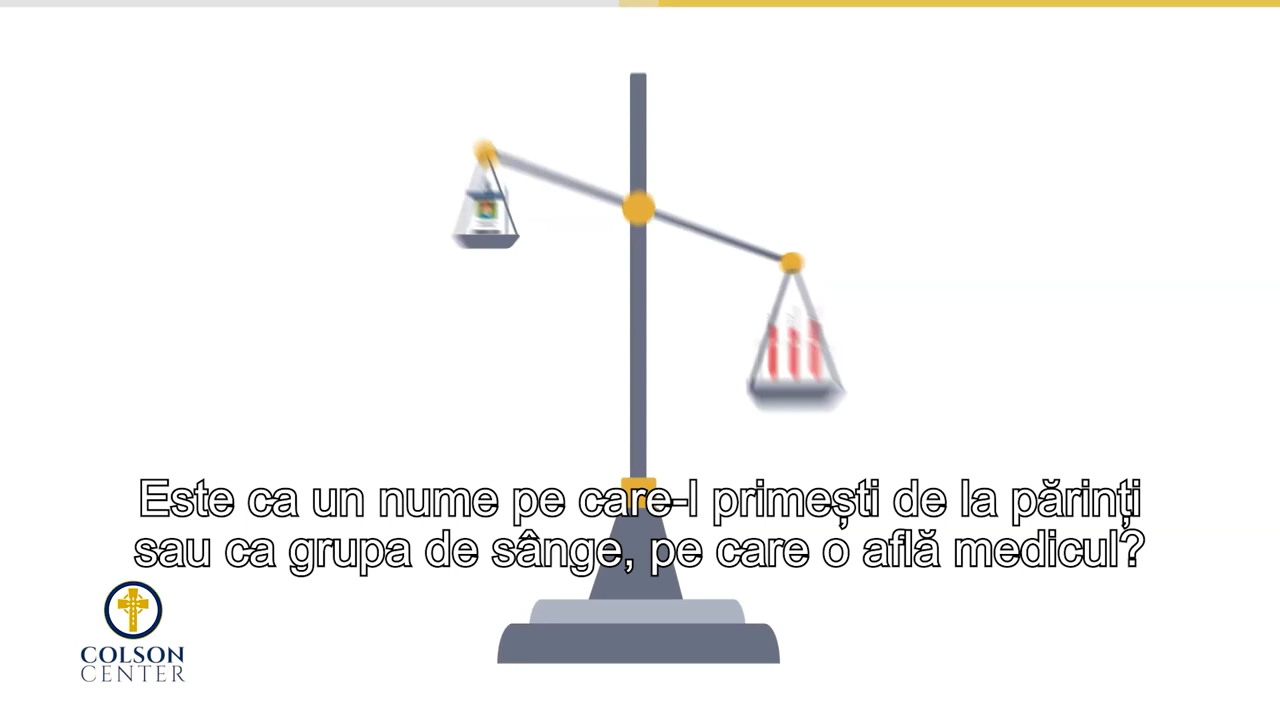 Este ca un nume pe care-l primești de la părinți
sau ca grupa de sânge, pe care o află medicul?
COLSON
CENTER